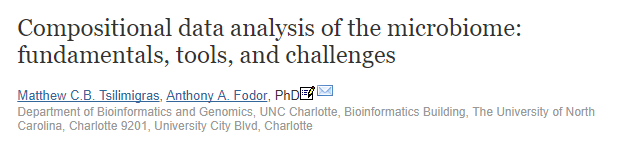 Compositional data analysis of the microbiome:
fundamentals, tools, and challenges
Matthew C.B. Tsilimigras, Anthony A. Fodor, PhD
Department of Bioinformatics and Genomics, UNC Charlotte, Bioinformatics Building, The University of North
Carolina, Charlotte 9201, University City Blvd, Charlotte